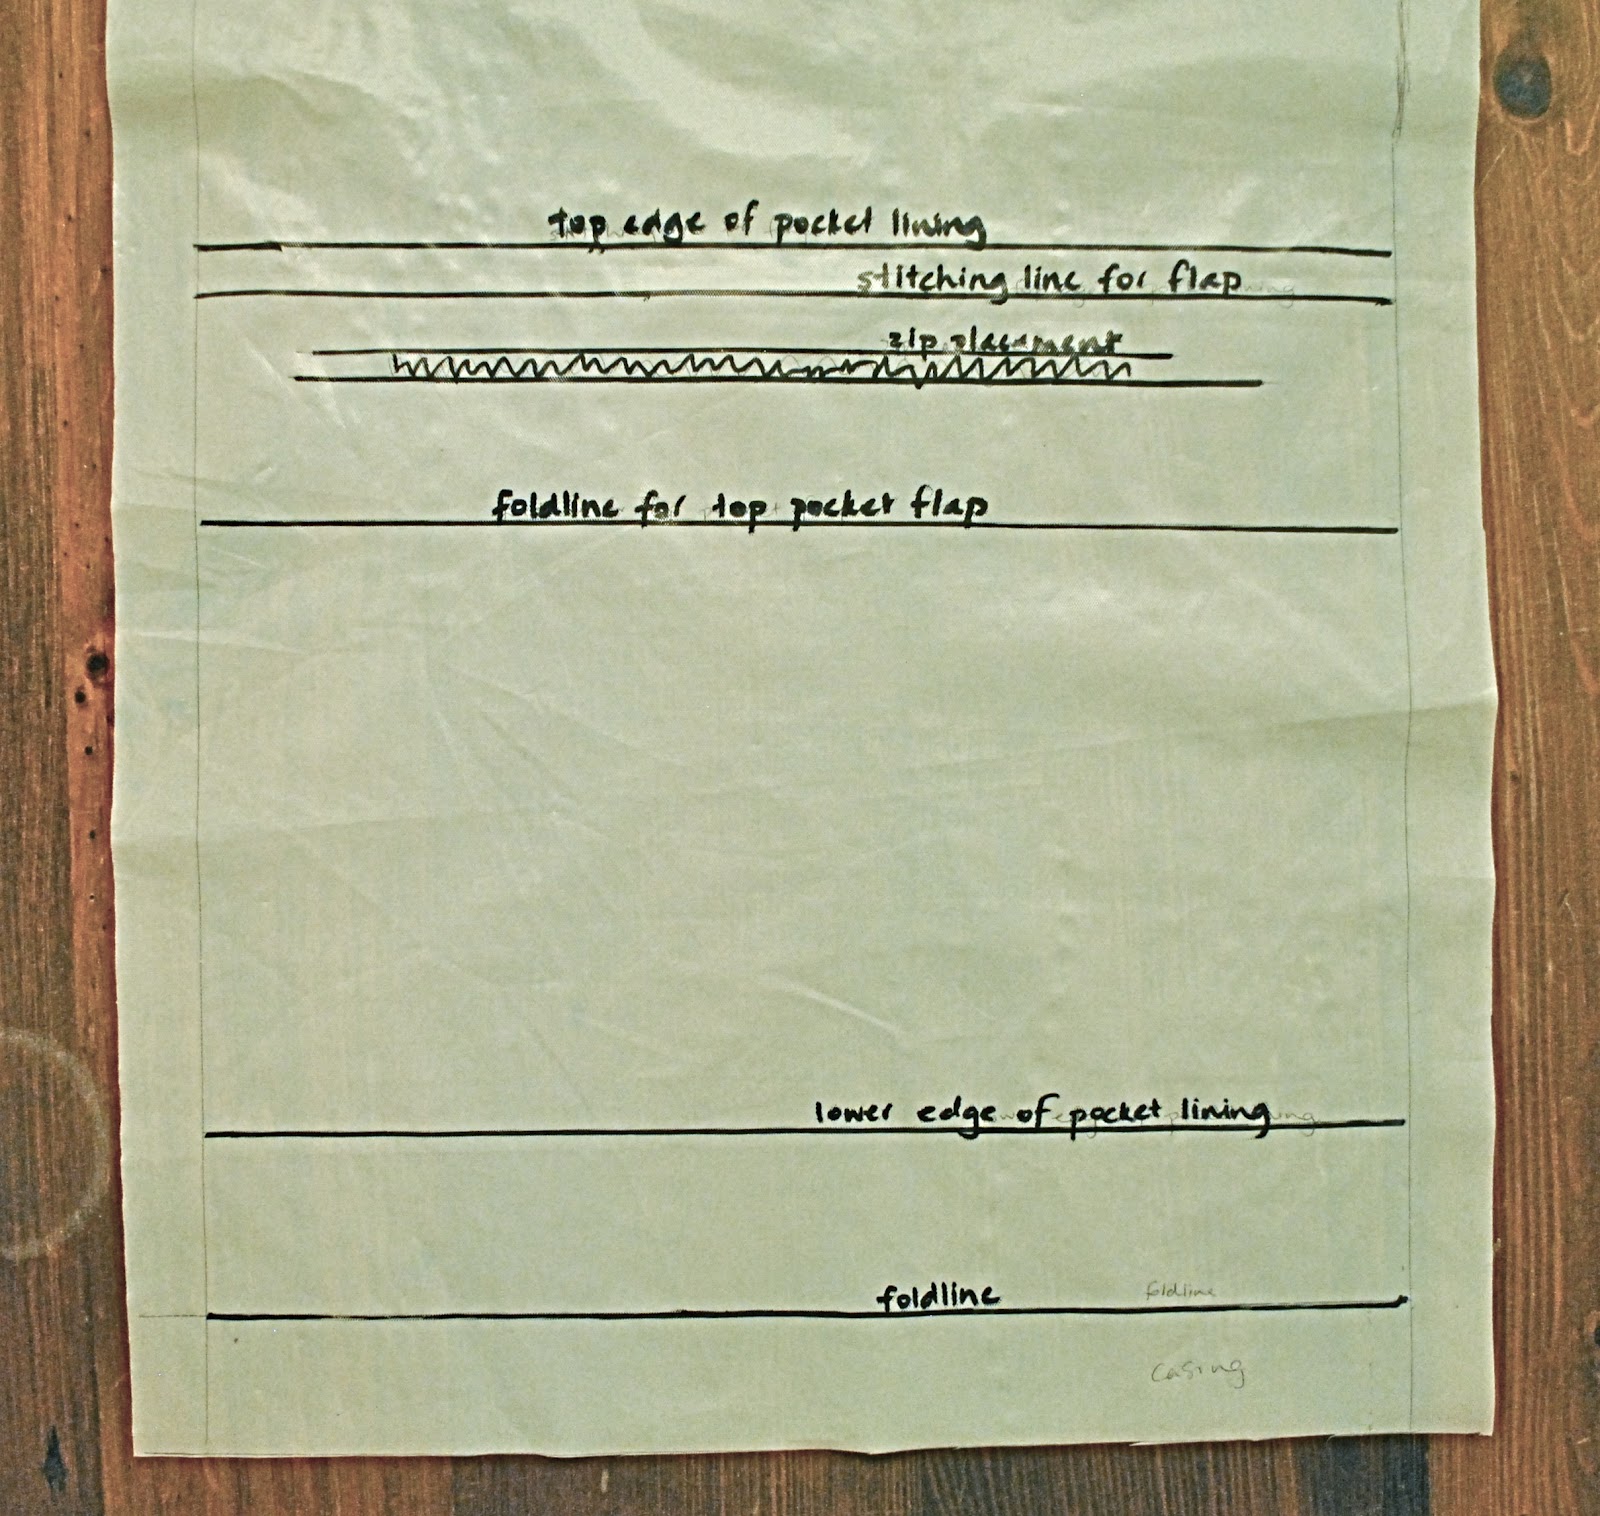 top edge of pocket lining
stitching line for flap
zip placement
foldline for top pocket flap
lower edge of pocket lining
foldline foldline
casing